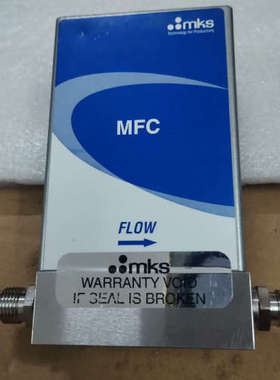 mks
Technology for Productivity
MFC
FLOW
mks
WARRANTY VOID
IF SEAL IS BROKEN